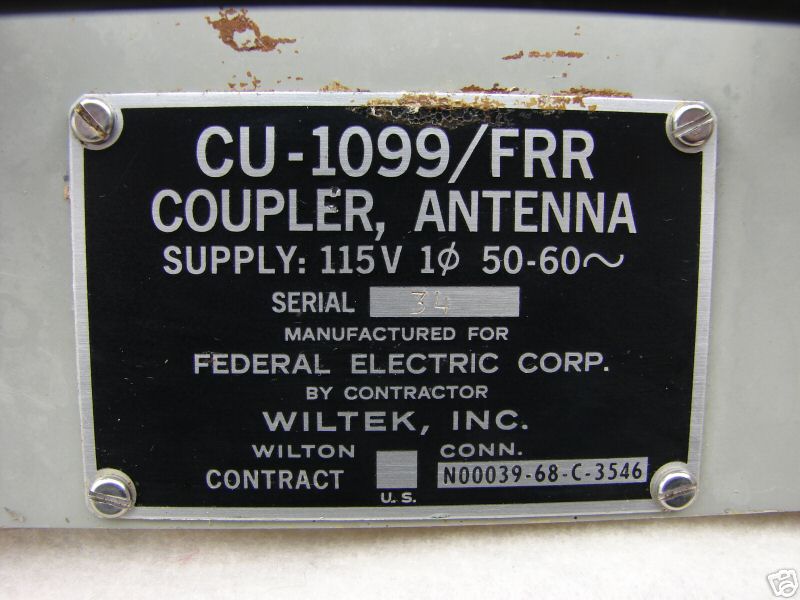 CU-1099/FRR
COUPLER, ANTENNA
SUPPLY: 115V 1ϕ 50-60~
SERIAL 34
MANUFACTURED FOR
FEDERAL ELECTRIC CORP.
BY CONTRACTOR
WILTEK, INC.
WILTON CONN.
CONTRACT N00039-68-C-3546
U.S.